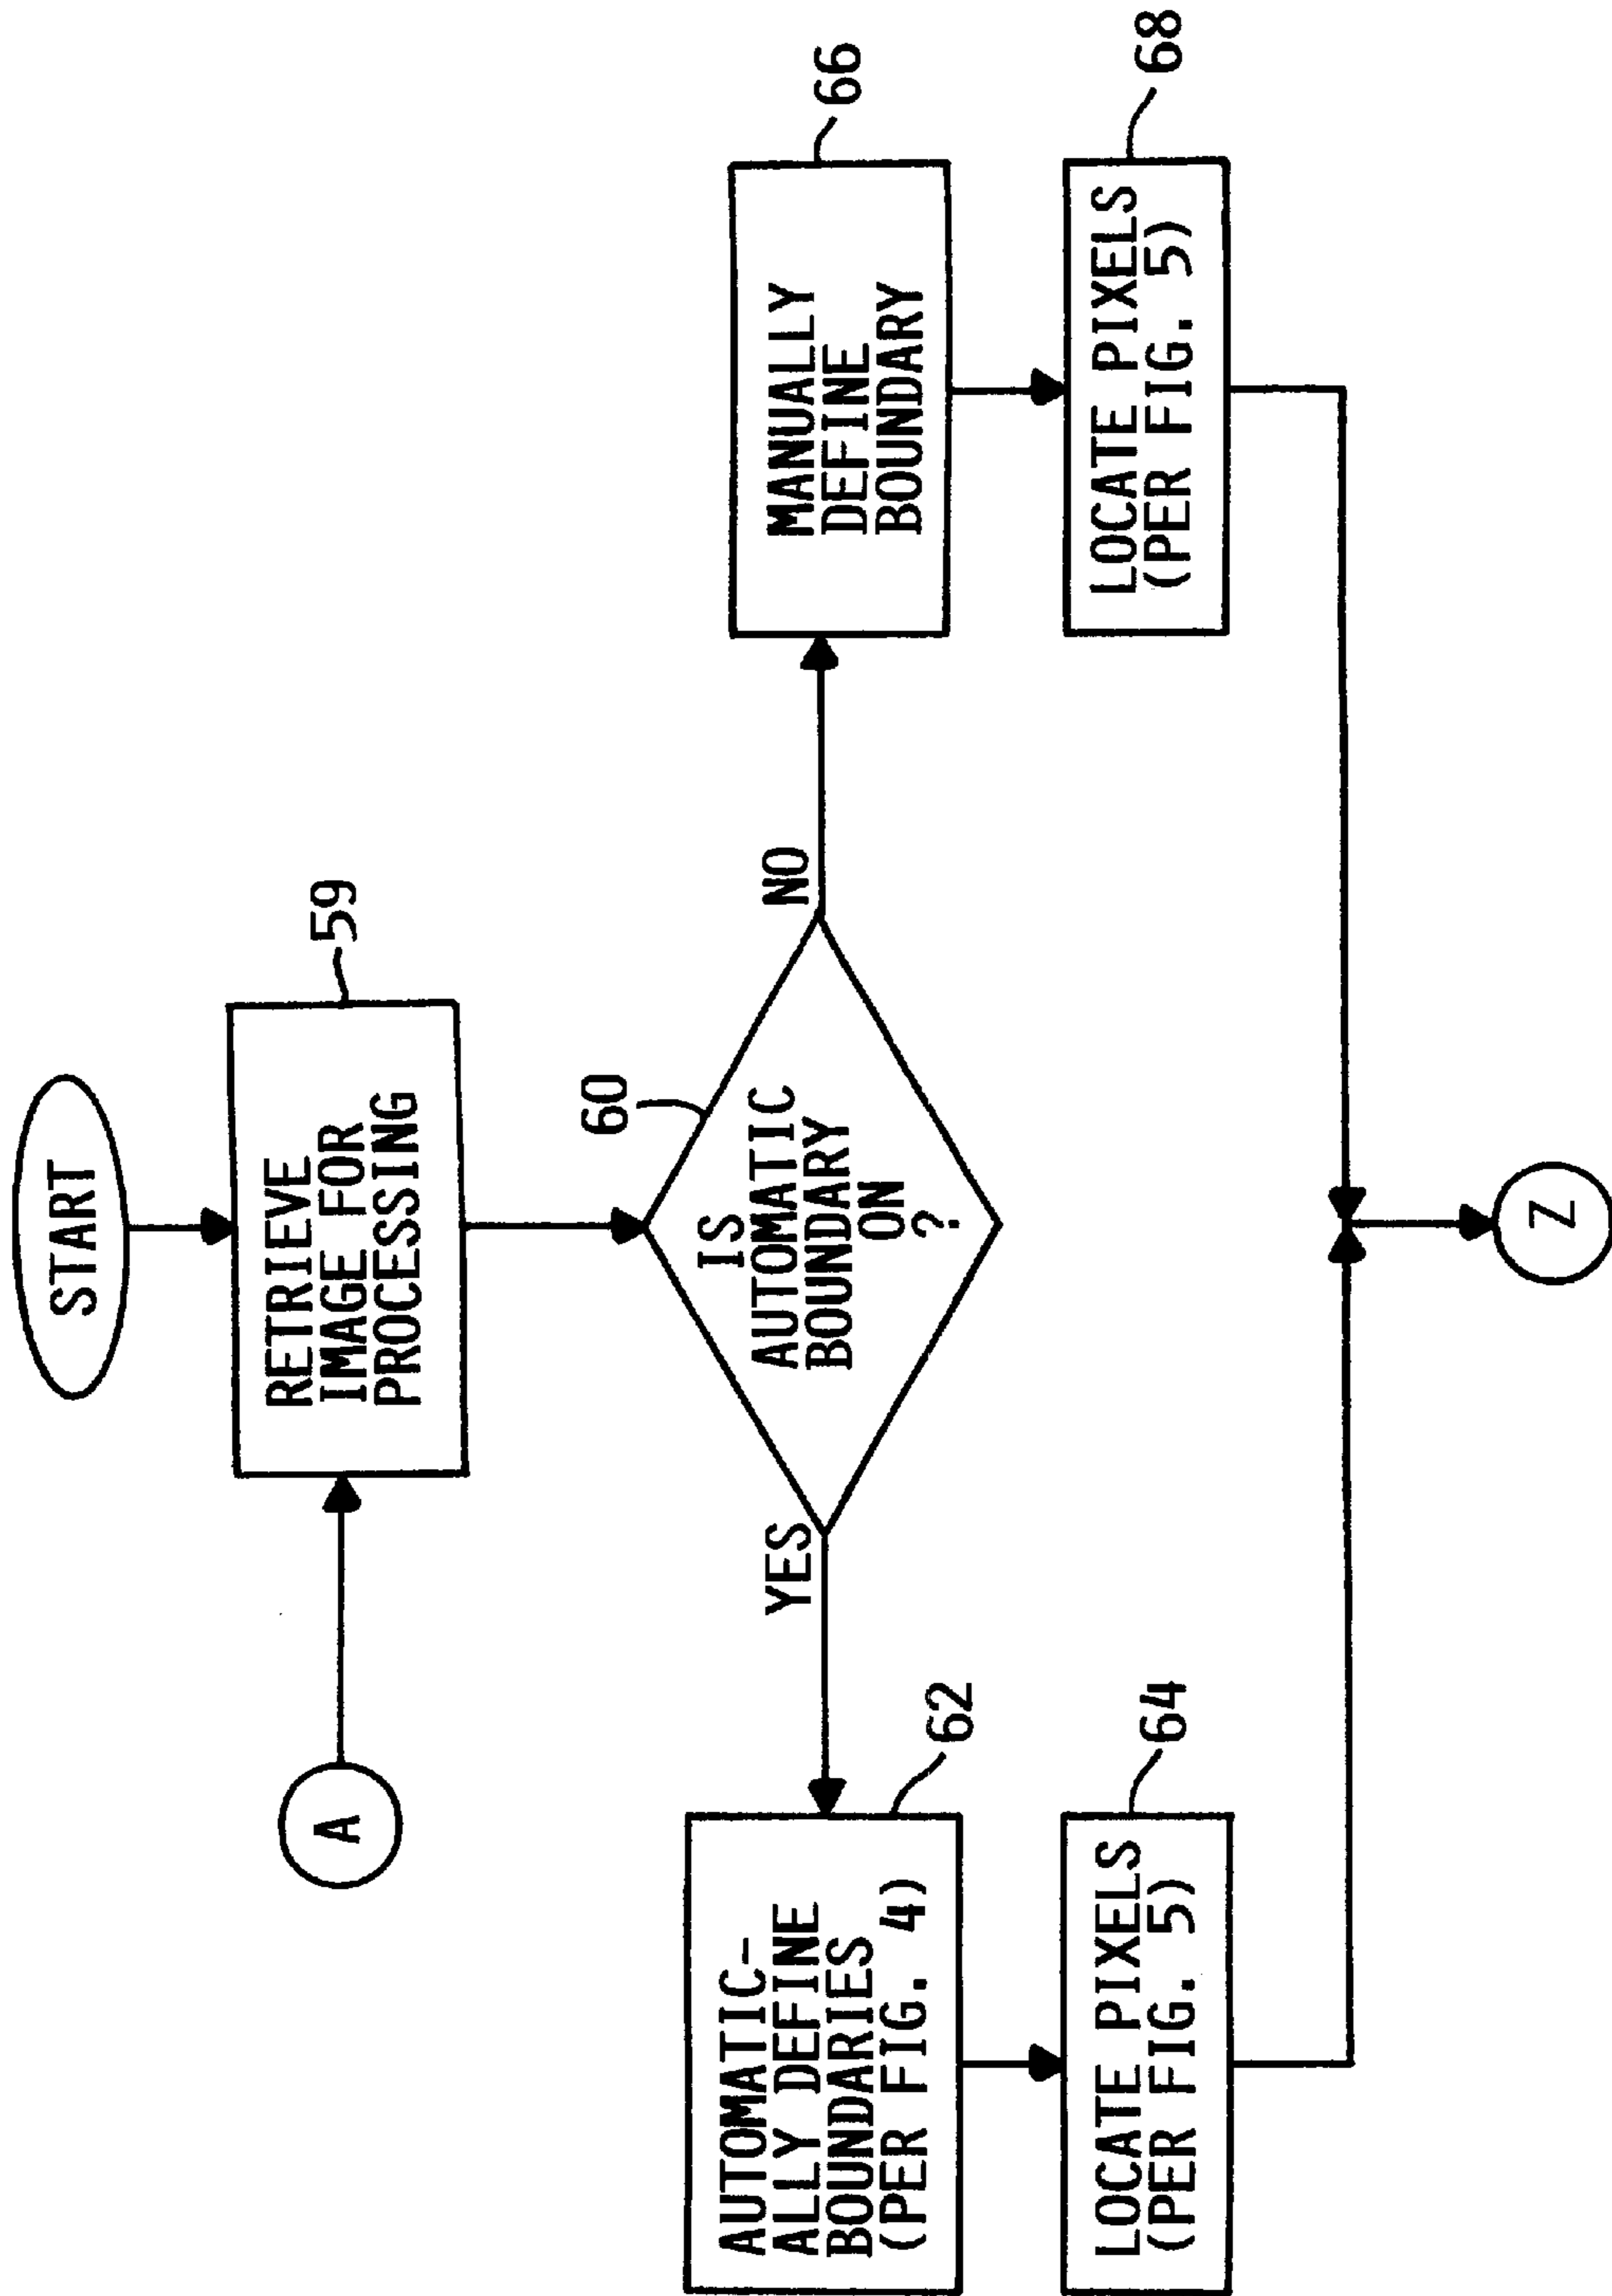 START
RETRIEVE
IMAGE FOR
PROCESSING
59
A
60
IS
AUTOMATIC
BOUNDARY
ON
?
YES
NO
AUTOMATIC-
ALLY DEFINE
BOUNDARIES
(PER FIG. 4)
62
MANUALLY
DEFINE
BOUNDARY
66
LOCATE PIXELS
(PER FIG. 5)
64
LOCATE PIXELS
(PER FIG. 5)
68
Z